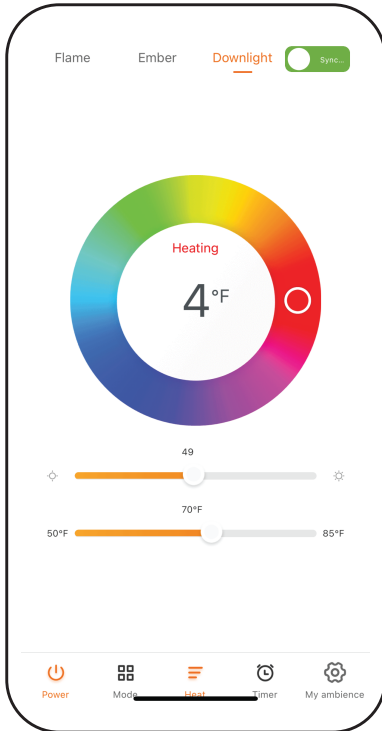 Flame Ember Downlight Sync...
Heating
4°F
49
70°F
50°F 85°F
Power Mode Heat Timer My ambience